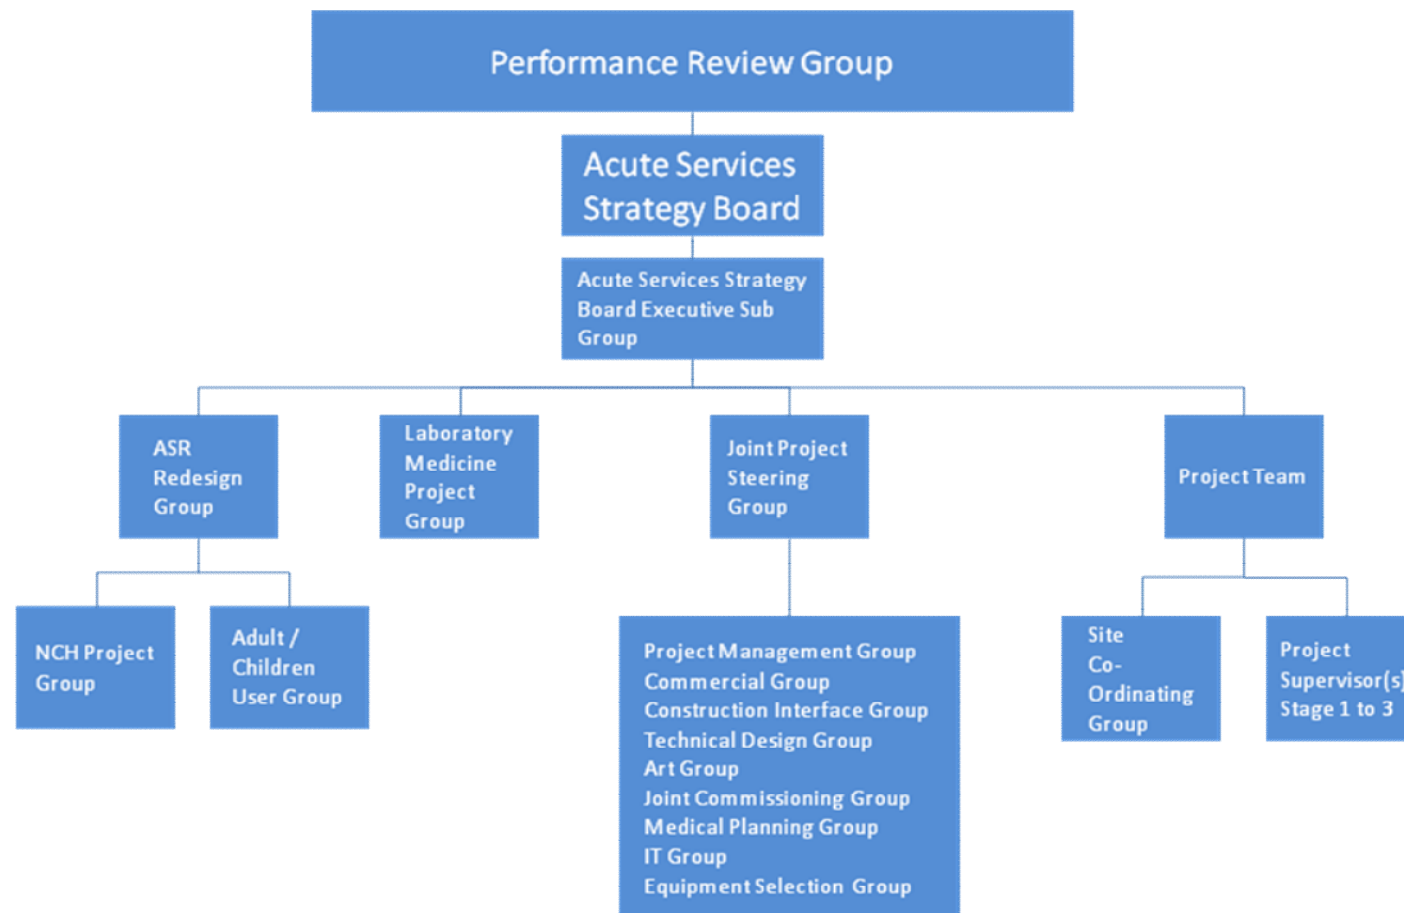 Performance Review Group
Acute Services
Strategy Board
Acute Services Strategy
Board Executive Sub
Group
ASR
Redesign
Group
Laboratory
Medicine
Project
Group
Joint Project
Steering
Group
Project Team
NCH Project
Group
Adult /
Children
User Group
Project Management Group
Commercial Group
Construction Interface Group
Technical Design Group
Art Group
Joint Commissioning Group
Medical Planning Group
IT Group
Equipment Selection Group
Site
Co-
Ordinating
Group
Project
Supervisor(s)
Stage 1 to 3